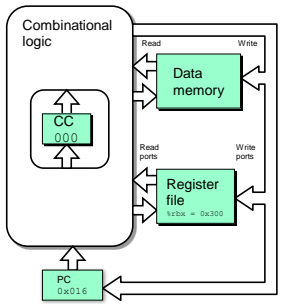 Combinational
logic
Read
Write
Data
memory
CC
000
Read
ports
Write
ports
Register
file
%rbx = 0x300
PC
0x016